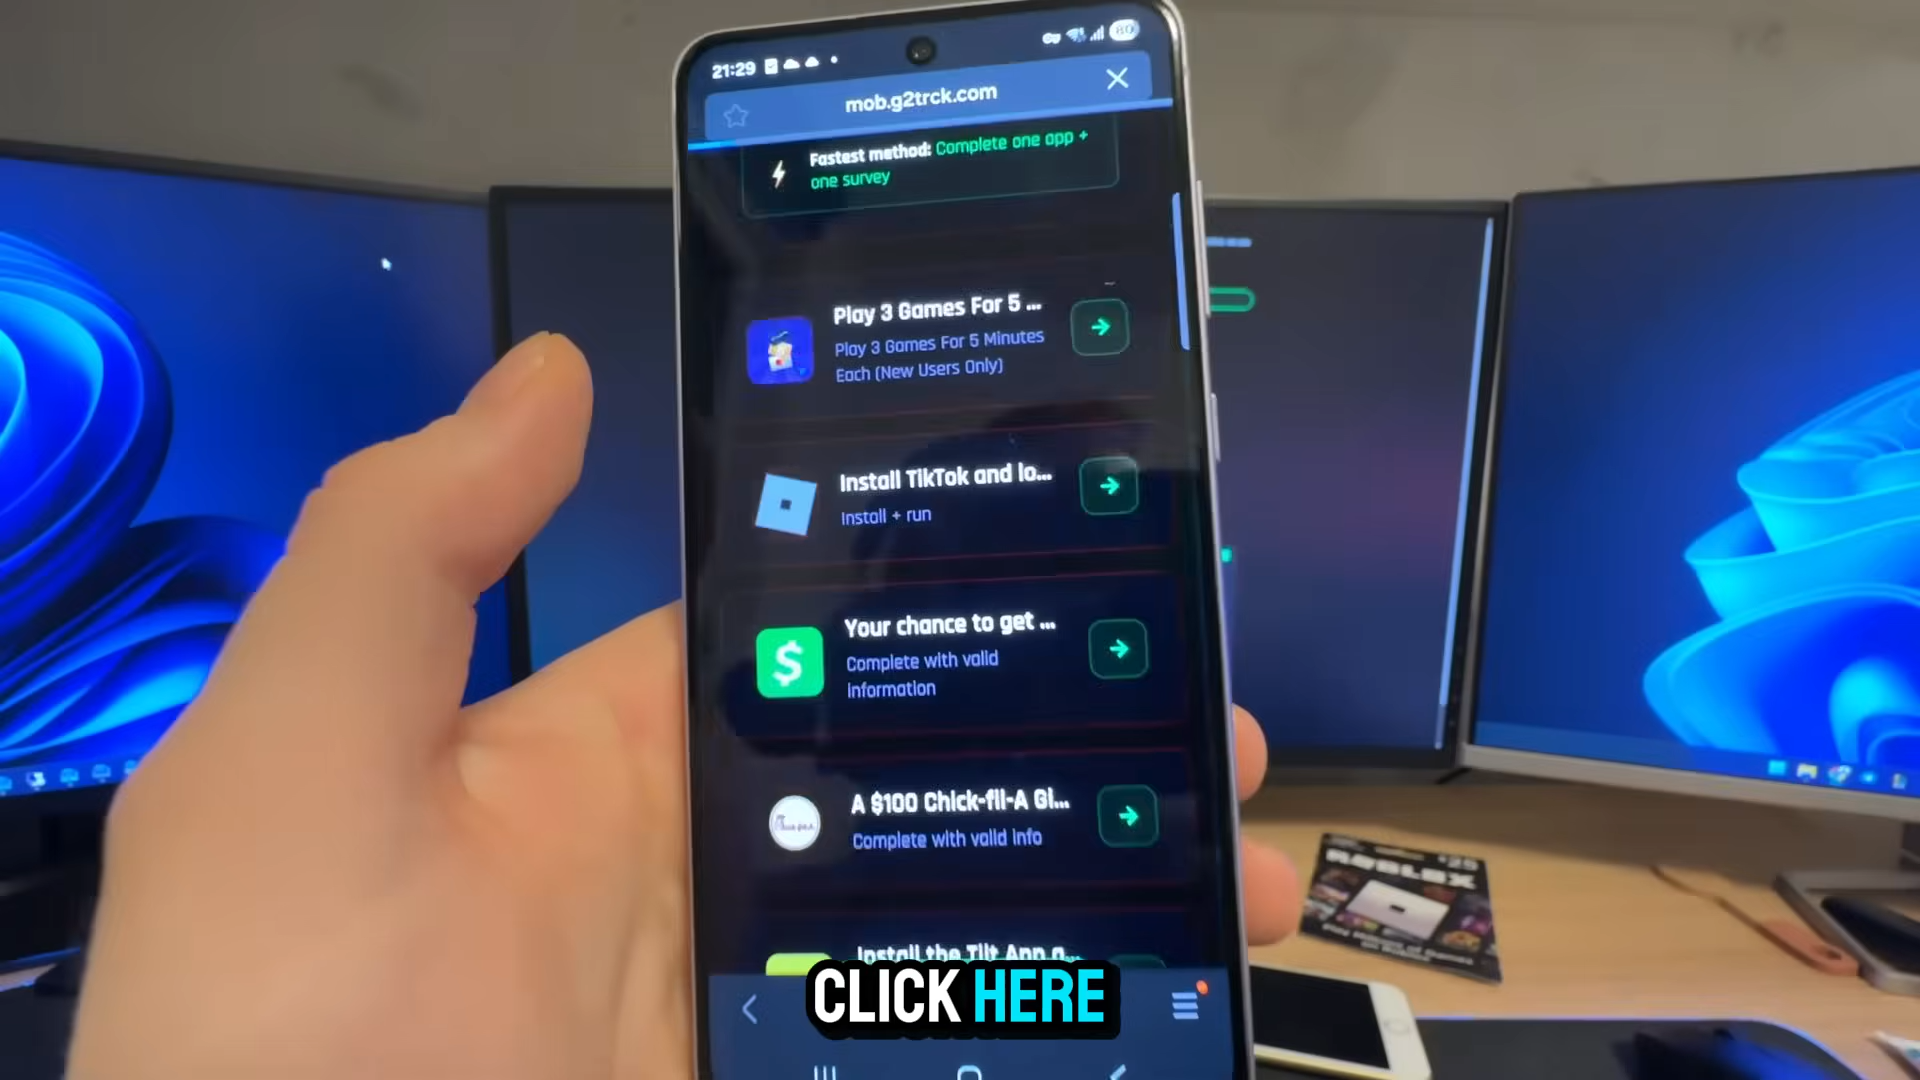 21:29
80
mob.g2trck.com
Fastest method: Complete one app +
one survey
Play 3 Games For 5 ...
Play 3 Games For 5 Minutes
Each (New Users Only)
Install TikTok and lo...
Install + run
Your chance to get ...
Complete with valid
information
A $100 Chick-fil-A Gi...
Complete with valid info
Install the Tilt App a...
CLICK HERE
ROBLOX